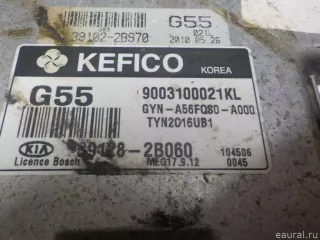 39102-2B970
G55
021L
2010 05.26
KEFICO
KOREA
G55
9003100021KL
GYN-A56FQS0-A000
TYN2016UB1
KIA
39128-2B060
104506
Licence Bosch
MEG17.9.12
0045
© eaural.ru